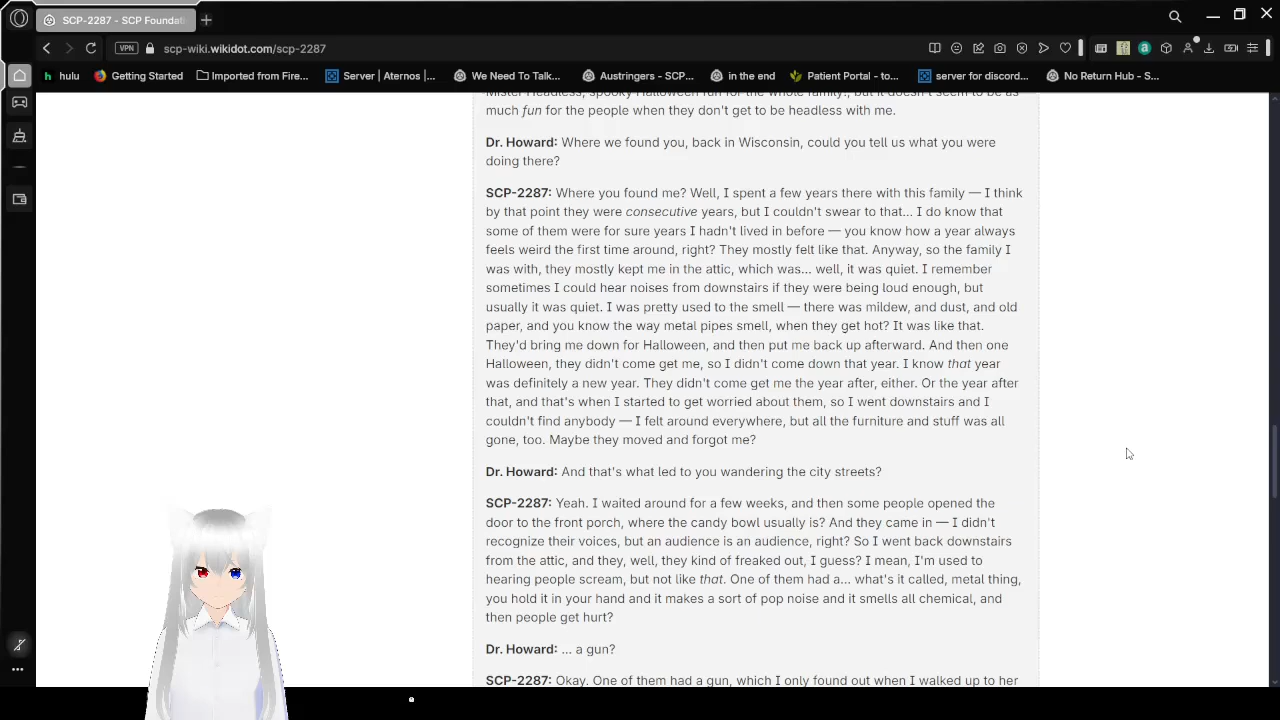 SCP-2287 - SCP Foundati
VPN
scp-wiki.wikidot.com/scp-2287
hulu
Getting Started
Imported from Fire...
Server | Aternos |...
We Need To Talk...
Austringers - SCP...
in the end
Patient Portal - to...
server for discord...
No Return Hub - S...
Mister Headless, spooky Halloween fun for the whole family!, but it doesn't seem to be as
much fun for the people when they don't get to be headless with me.
Dr. Howard: Where we found you, back in Wisconsin, could you tell us what you were
doing there?
SCP-2287: Where you found me? Well, I spent a few years there with this family — I think
by that point they were consecutive years, but I couldn't swear to that... I do know that
some of them were for sure years I hadn't lived in before — you know how a year always
feels weird the first time around, right? They mostly felt like that. Anyway, so the family I
was with, they mostly kept me in the attic, which was... well, it was quiet. I remember
sometimes I could hear noises from downstairs if they were being loud enough, but
usually it was quiet. I was pretty used to the smell — there was mildew, and dust, and old
paper, and you know the way metal pipes smell, when they get hot? It was like that.
They'd bring me down for Halloween, and then put me back up afterward. And then one
Halloween, they didn't come get me, so I didn't come down that year. I know that year
was definitely a new year. They didn't come get me the year after, either. Or the year after
that, and that's when I started to get worried about them, so I went downstairs and I
couldn't find anybody — I felt around everywhere, but all the furniture and stuff was all
gone, too. Maybe they moved and forgot me?
Dr. Howard: And that's what led to you wandering the city streets?
SCP-2287: Yeah. I waited around for a few weeks, and then some people opened the
door to the front porch, where the candy bowl usually is? And they came in — I didn't
recognize their voices, but an audience is an audience, right? So I went back downstairs
from the attic, and they, well, they kind of freaked out, I guess? I mean, I'm used to
hearing people scream, but not like that. One of them had a... what's it called, metal thing,
you hold it in your hand and it makes a sort of pop noise and it smells all chemical, and
then people get hurt?
Dr. Howard: ... a gun?
SCP-2287: Okay. One of them had a gun, which I only found out when I walked up to her